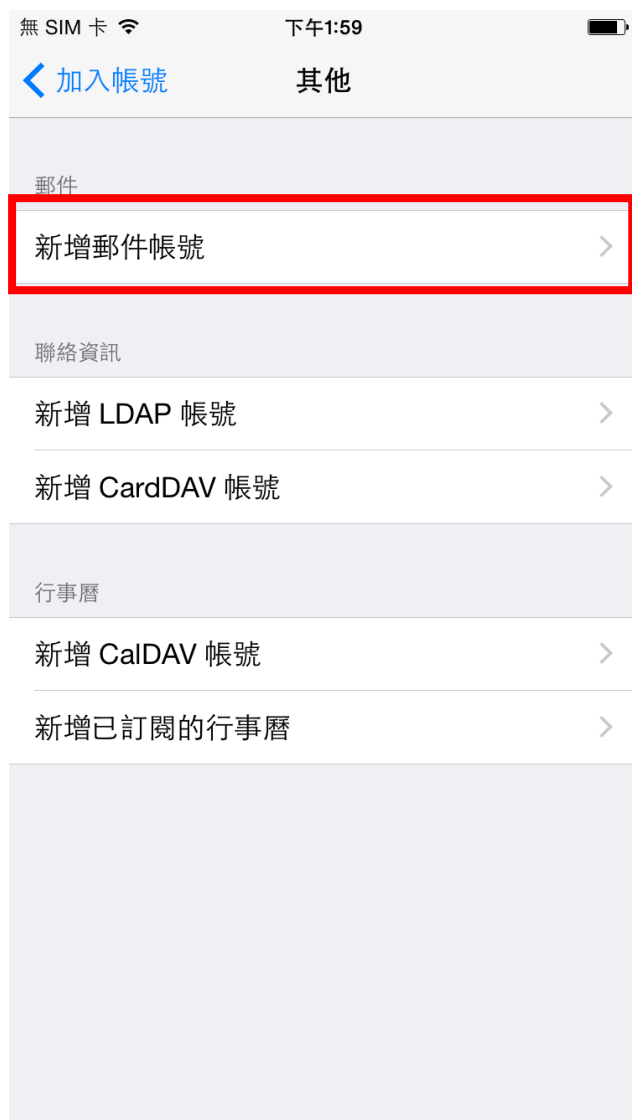 無 SIM 卡 下午1:59
加入帳號 其他
郵件
新增郵件帳號
聯絡資訊
新增 LDAP 帳號
新增 CardDAV 帳號
行事曆
新增 CalDAV 帳號
新增已訂閱的行事曆